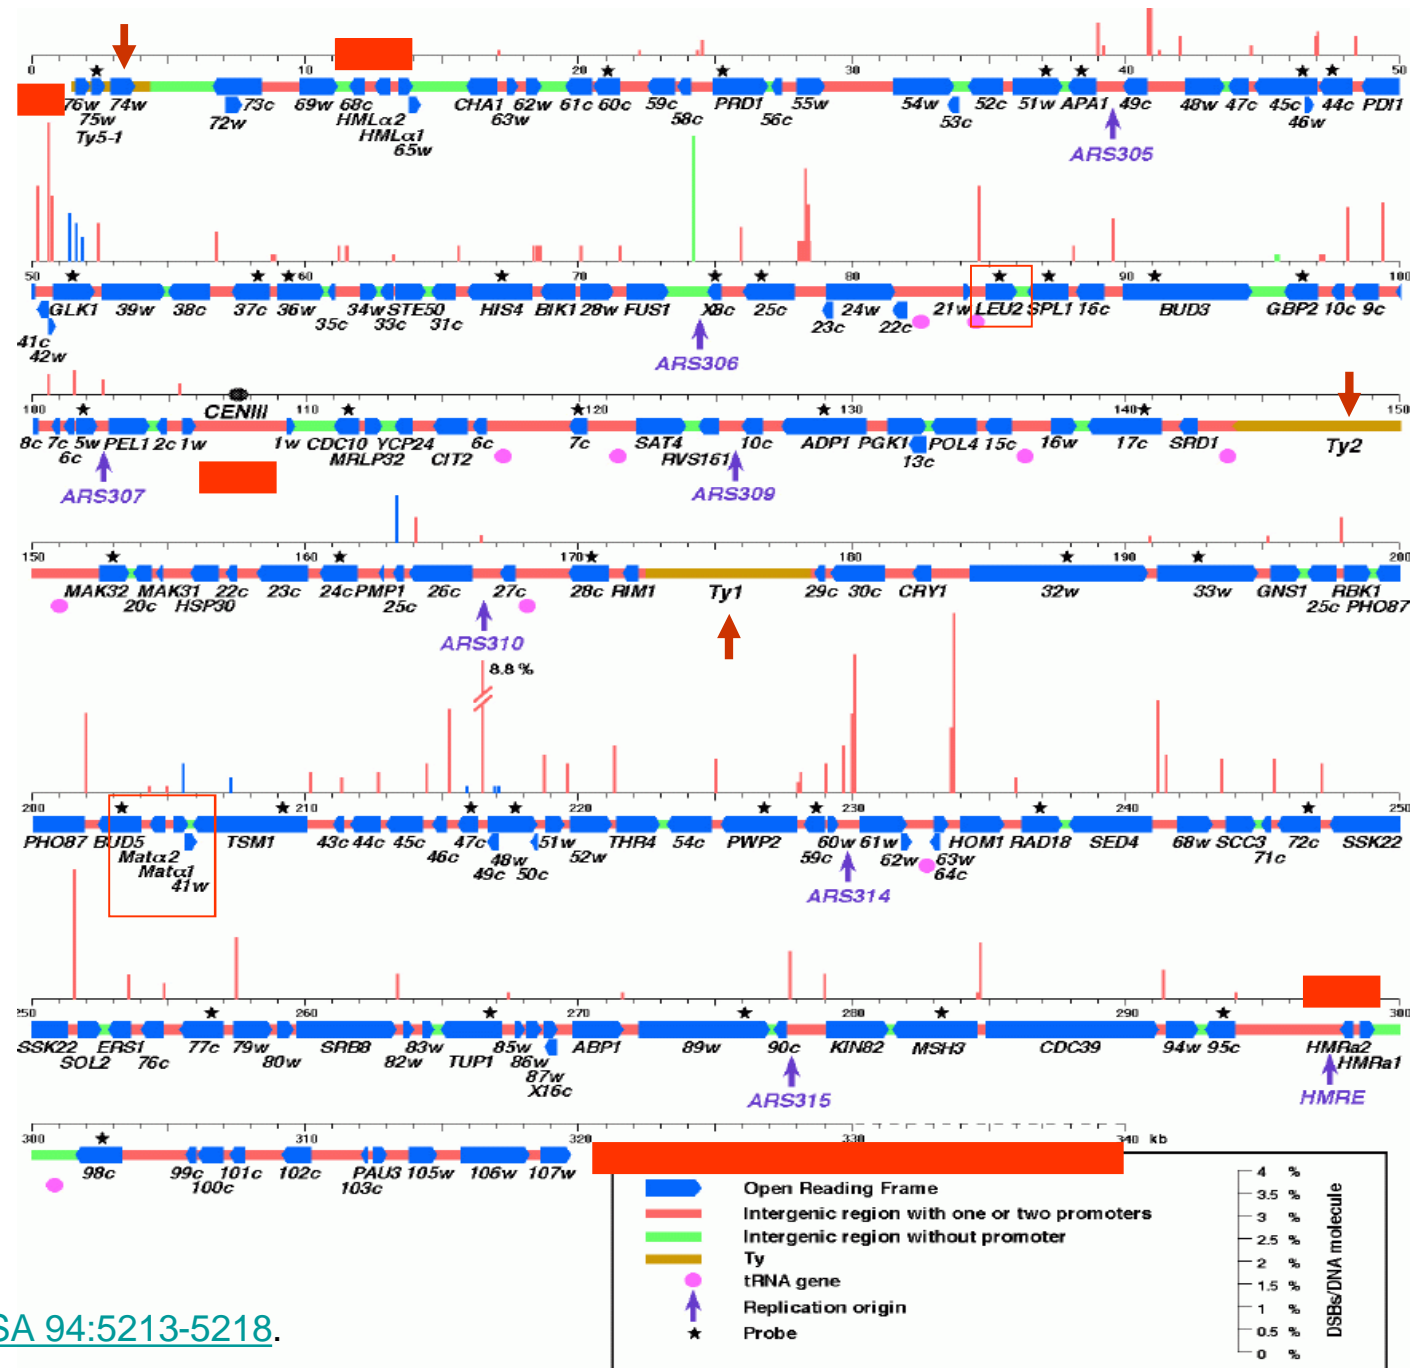 0 10 20 30 40 50
76w 74w 73c 69w 68c CHA1 62w 61c 60c 59c PRD1 55w 54w 52c 51w APA1 49c 48w 47c 45c 44c PDI1
75w 72w HMLα2 63w 58c 56c 53c 46w
Ty5-1 HMLα1
65w ARS305
50 60 70 80 90 100
GLK1 39w 38c 37c 36w 34w STE50 HIS4 BIK1 28w FUS1 X8c 25c 24w 21w LEU2 SPL1 16c BUD3 GBP2 10c 9c
41c 35c 33c 31c 23c 22c
42w ARS306
CENIII
100 110 120 130 140 150
8c 7c 5w PEL1 2c 1w 1w CDC10 YCP24 6c 7c SAT4 10c ADP1 PGK1 POL4 15c 16w 17c SRD1 Ty2
6c MRLP32 CIT2 RVS161 13c
ARS307 ARS309
150 160 170 180 190 200
MAK32 MAK31 22c 23c 24c PMP1 26c 27c 28c RIM1 Ty1 29c 30c CRY1 32w 33w GNS1 RBK1
20c HSP30 25c 25c PHO87
ARS310
8.8 %
200 210 220 230 240 250
PHO87 BUD5 TSM1 43c 44c 45c 47c 51w THR4 54c PWP2 60w 61w HOM1 RAD18 SED4 68w SCC3 72c SSK22
Matα2 46c 48w 52w 59c 62w 63w 71c
Matα1 49c 50c 64c
41w ARS314
250 260 270 280 290 300
SSK22 ERS1 77c 79w SRB8 83w 85w ABP1 89w 90c KIN82 MSH3 CDC39 94w 95c HMRa2
SOL2 76c 80w 82w TUP1 86w HMRa1
87w
X16c ARS315 HMRE
300 310 320 330 340 kb
98c 99c 101c 102c PAU3 105w 106w 107w
100c 103c
Open Reading Frame
Intergenic region with one or two promoters
Intergenic region without promoter
Ty
tRNA gene
Replication origin
Probe
4 %
3.5 %
3 %
2.5 %
2 %
1.5 %
1 %
0.5 %
0 %
DSBs/DNA molecule
SA 94:5213-5218.